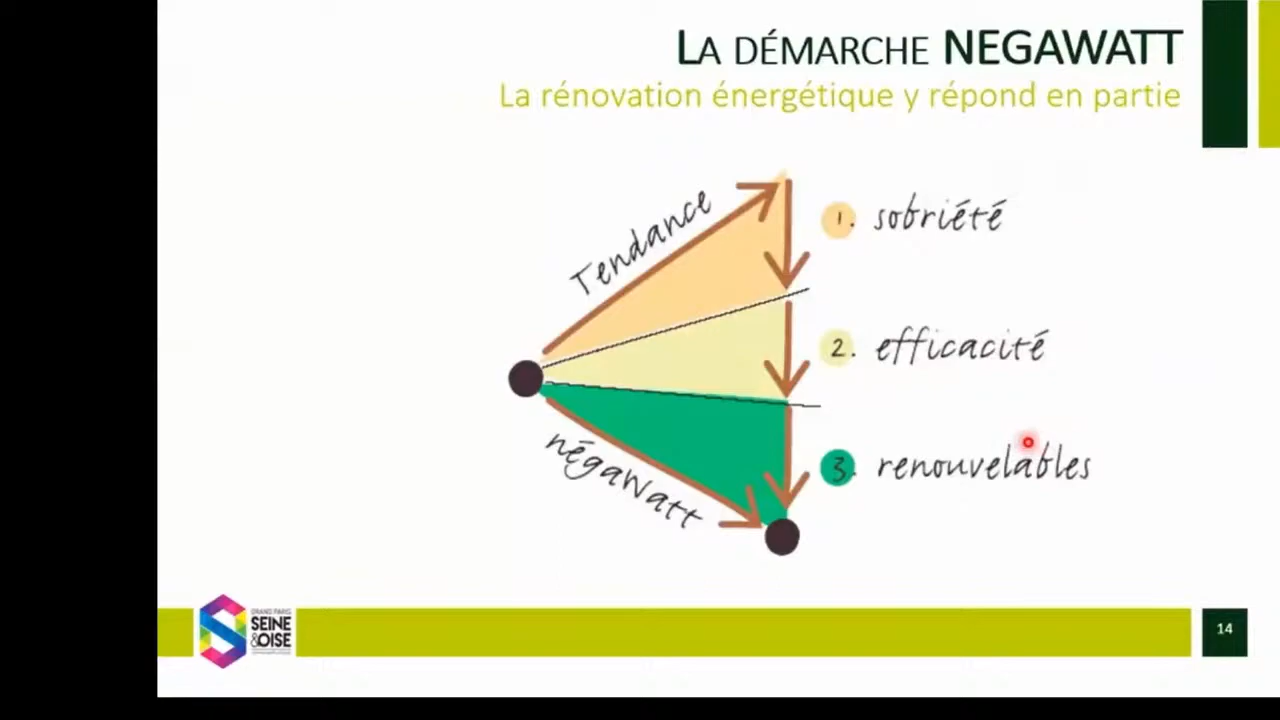 LA DÉMARCHE NEGAWATT
La rénovation énergétique y répond en partie
Tendance
1. sobriété
2. efficacité
négaWatt
3. renouvelables
GRAND PARIS
SEINE
&OISE
14